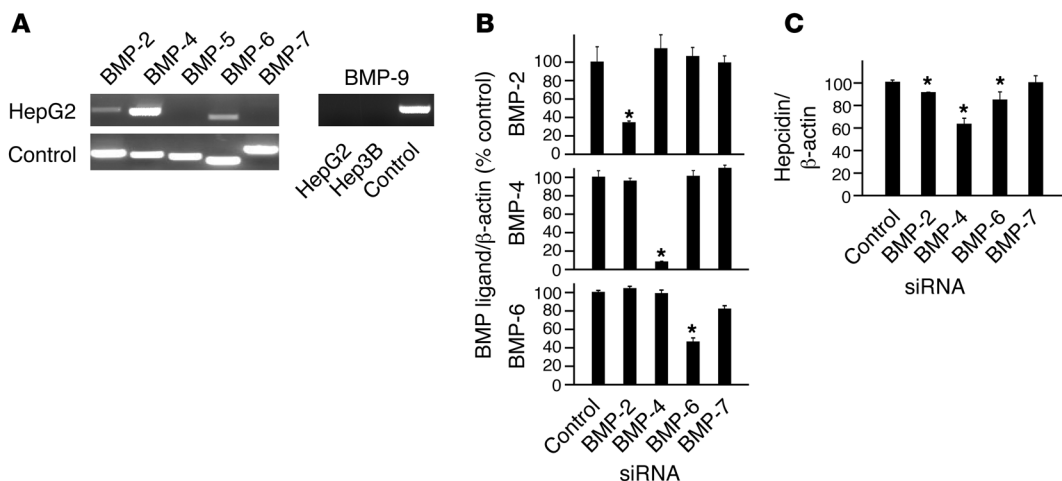 A
BMP-2
BMP-4
BMP-5
BMP-6
BMP-7
HepG2
Control
BMP-9
HepG2
Hep3B
Control
B
BMP ligand/β-actin (% control)
BMP-2
100
80
60
40
20
0
*
BMP-4
100
80
60
40
20
0
*
BMP-6
100
80
60
40
20
0
*
Control
BMP-2
BMP-4
BMP-6
BMP-7
siRNA
C
Hepcidin/
β-actin
100
80
60
40
20
0
* * *
Control
BMP-2
BMP-4
BMP-6
BMP-7
siRNA